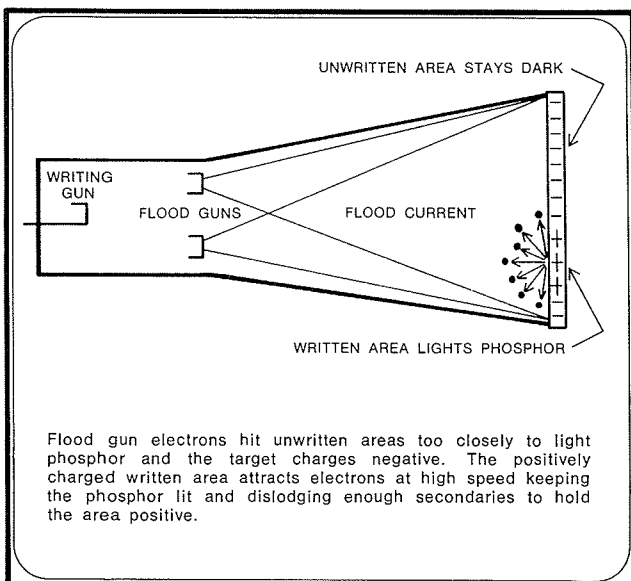 UNWRITTEN AREA STAYS DARK
WRITING
GUN
FLOOD GUNS
FLOOD CURRENT
WRITTEN AREA LIGHTS PHOSPHOR
Flood gun electrons hit unwritten areas too closely to light
phosphor and the target charges negative. The positively
charged written area attracts electrons at high speed keeping
the phosphor lit and dislodging enough secondaries to hold
the area positive.